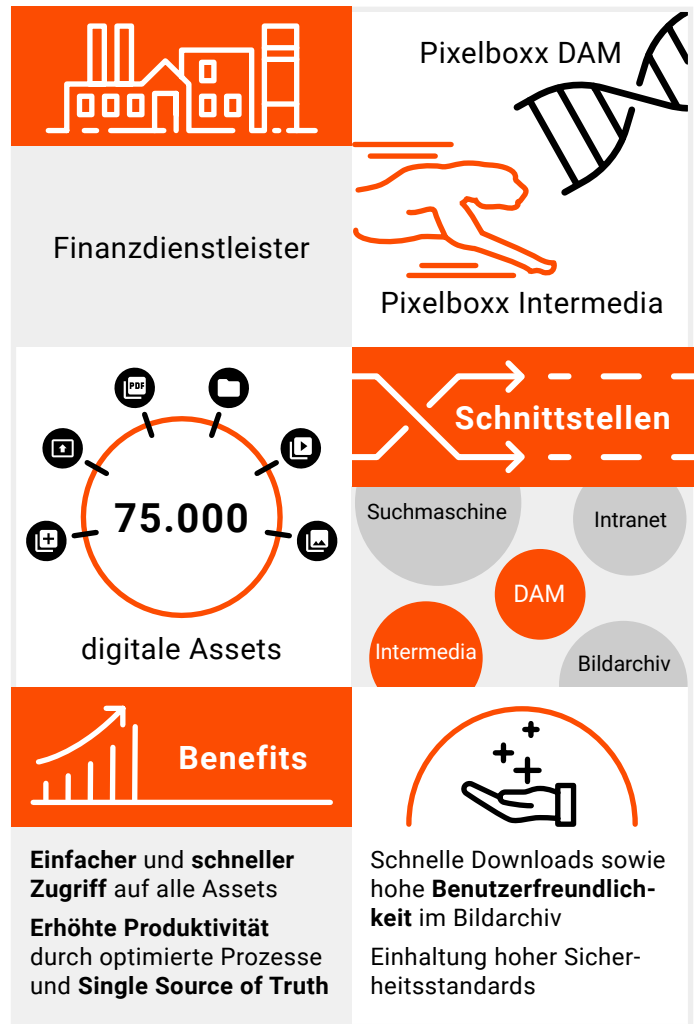 Pixelboxx DAM
Finanzdienstleister
Pixelboxx Intermedia
PDF
75.000
digitale Assets
Schnittstellen
Suchmaschine
Intranet
DAM
Intermedia
Bildarchiv
Benefits
Einfacher und schneller
Zugriff auf alle Assets
Erhöhte Produktivität
durch optimierte Prozesse
und Single Source of Truth
Schnelle Downloads sowie
hohe Benutzerfreundlich-
keit im Bildarchiv
Einhaltung hoher Sicher-
heitsstandards